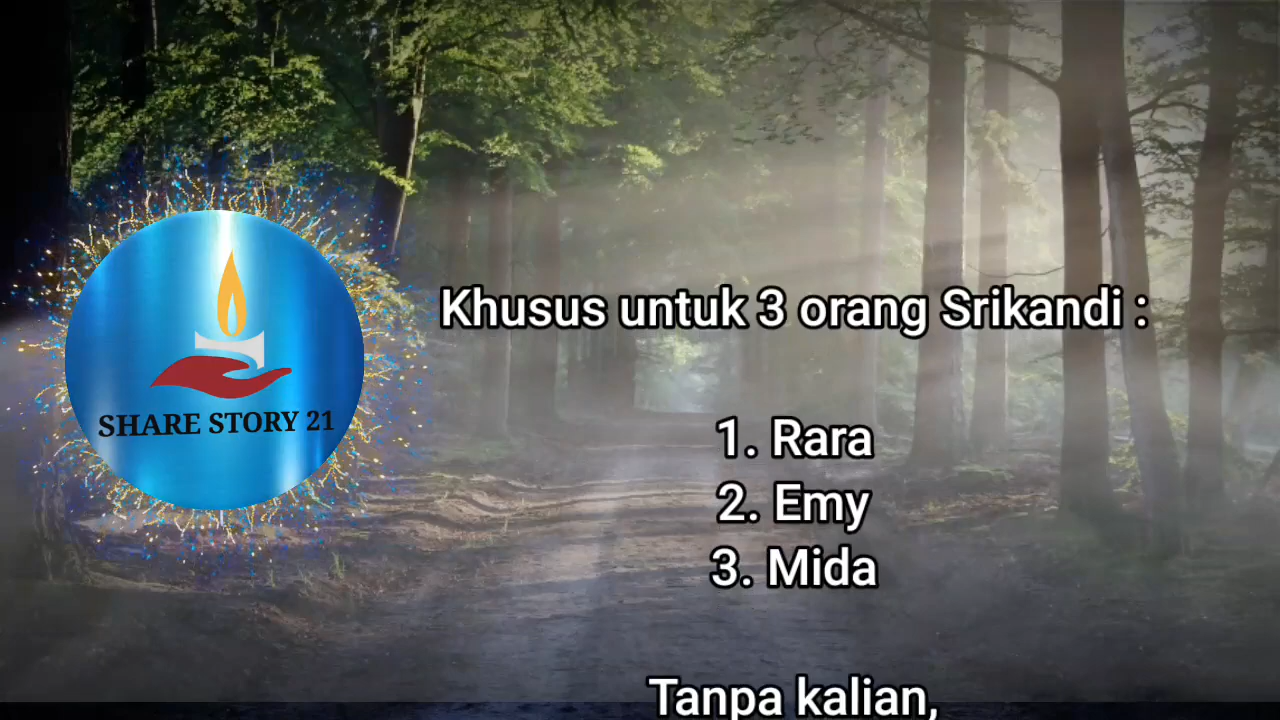 SHARE STORY 21
Khusus untuk 3 orang Srikandi :
1. Rara
2. Emy
3. Mida
Tanpa kalian,